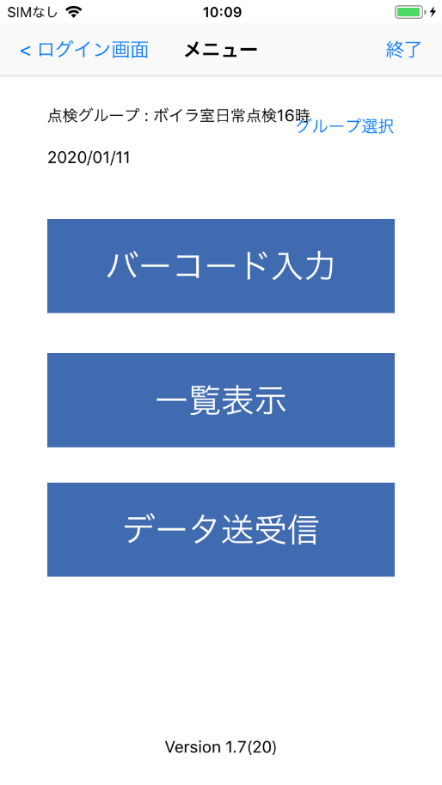 SIMなし 10:09
< ログイン画面 メニュー 終了
点検グループ : ボイラ室日常点検16時
グループ選択
2020/01/11
バーコード入力
一覧表示
データ送受信
Version 1.7(20)